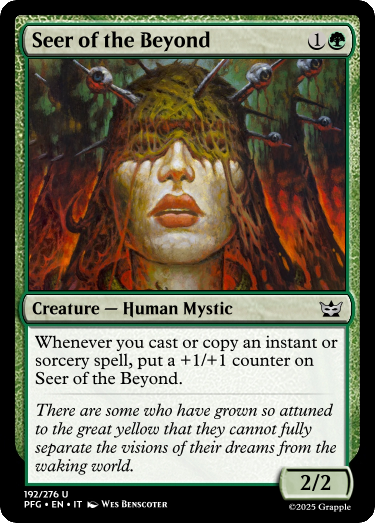 Seer of the Beyond 1
Creature — Human Mystic
Whenever you cast or copy an instant or
sorcery spell, put a +1/+1 counter on
Seer of the Beyond.
There are some who have grown so attuned
to the great yellow that they cannot fully
separate the visions of their dreams from the
waking world.
2/2
192/276 U
PFG • EN • IT Wes Benscoter
©2025 Grapple